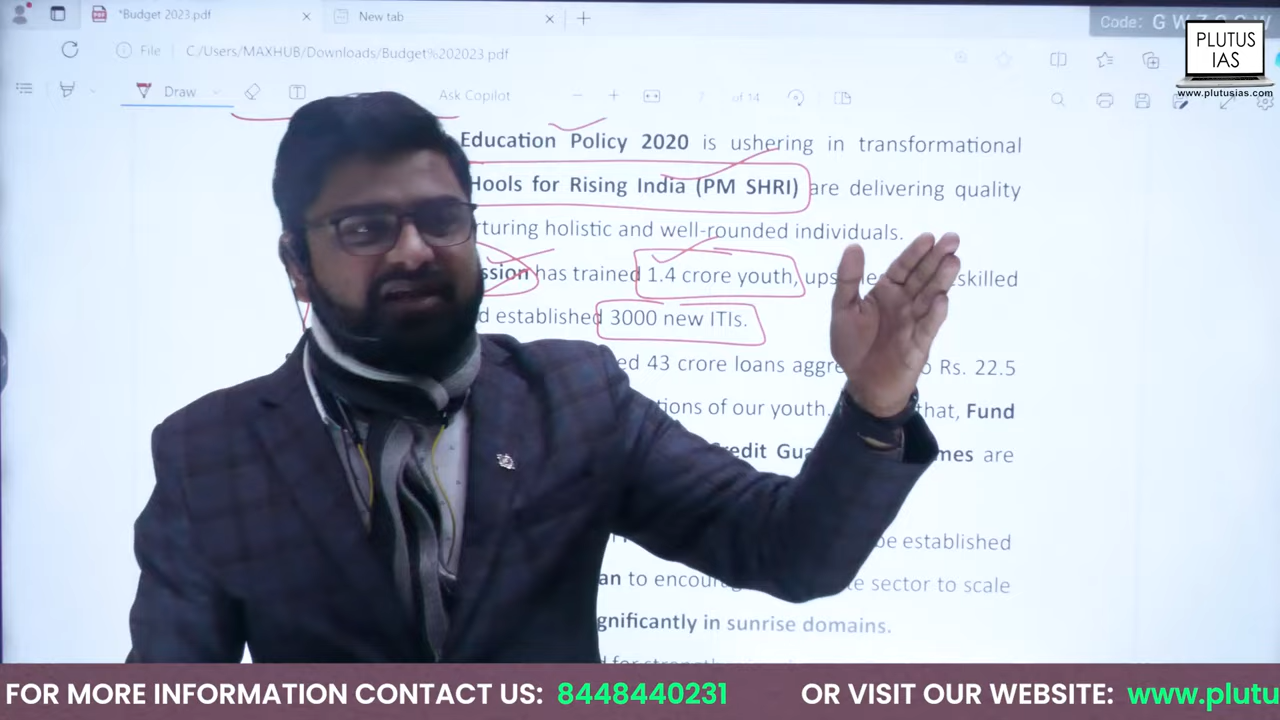 *Budget 2023.pdf
New tab
Code: G W
PLUTUS
IAS
www.plutusias.com
File
C:/Users/MAXHUB/Downloads/Budget%202023.pdf
Draw
Ask Copilot
7 of 14
Education Policy 2020 is ushering in transformational
Hools for Rising India (PM SHRI) are delivering quality
rturing holistic and well-rounded individuals.
ssion has trained 1.4 crore youth, skilled
d established 3000 new ITIs.
ed 43 crore loans aggre Rs. 22.5
tions of our youth. that, Fund
redit Gua mes are
be established
an to encou te sector to scale
gnificantly in sunrise domains.
FOR MORE INFORMATION CONTACT US: 8448440231 OR VISIT OUR WEBSITE: www.plutu